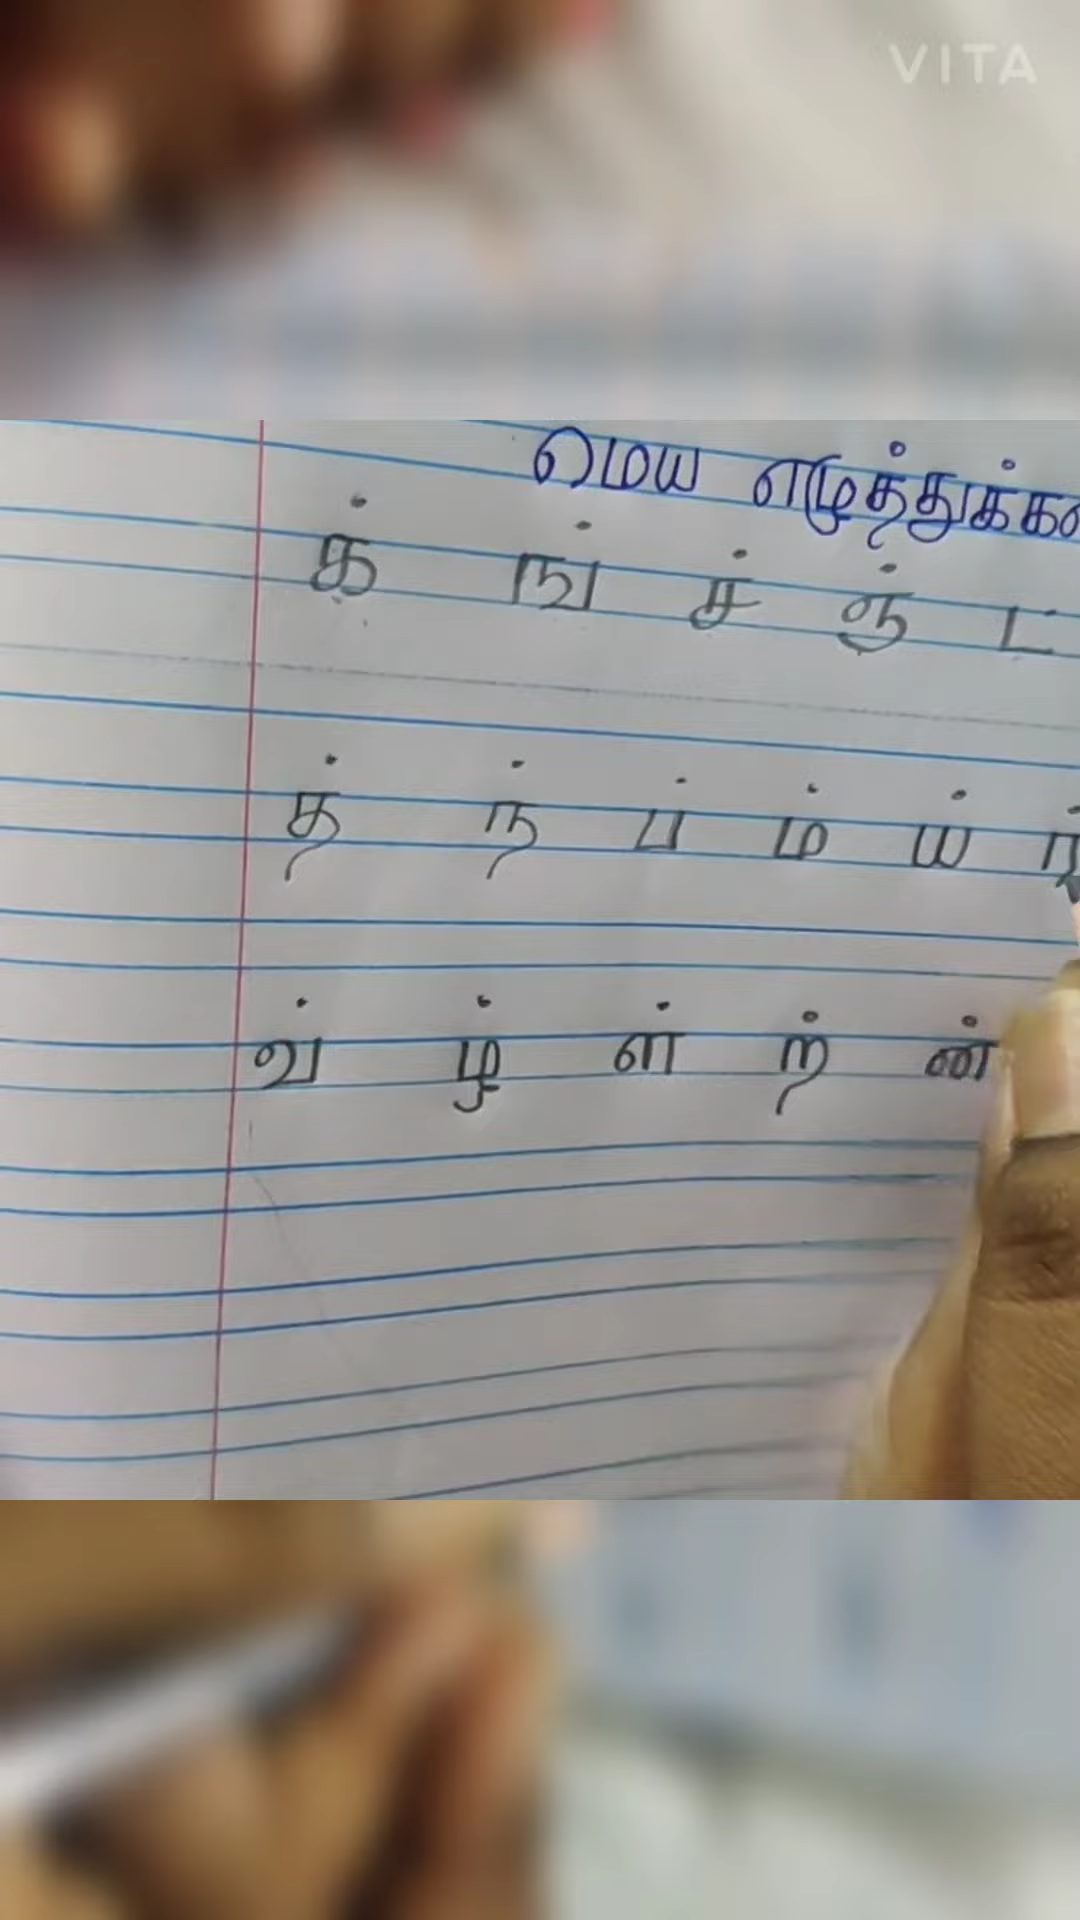 VITA
மெய எழுத்துக்க
க் ங் ச் ஞ் ட
த் ந் ப் ம் ய் ர்
வ் ழ் ள் ற் ன்